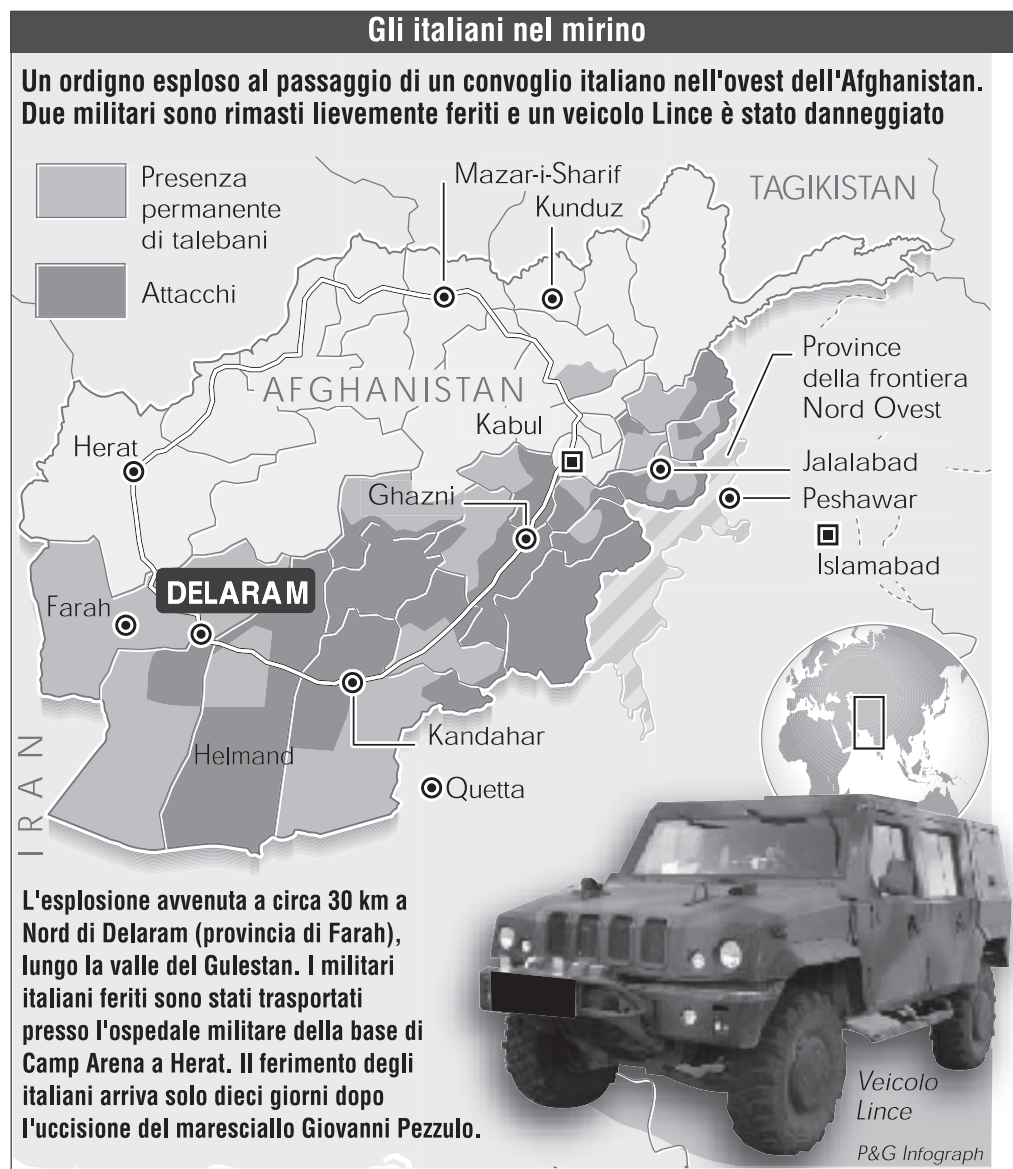 Gli italiani nel mirino
Un ordigno esploso al passaggio di un convoglio italiano nell'ovest dell'Afghanistan.
Due militari sono rimasti lievemente feriti e un veicolo Lince è stato danneggiato
Presenza
permanente
di talebani
Attacchi
Mazar-i-Sharif
Kunduz
TAGIKISTAN
AFGHANISTAN
Province
della frontiera
Nord Ovest
Kabul
Herat
Jalalabad
Ghazni
Peshawar
Islamabad
DELARAM
Farah
Kandahar
Helmand
Quetta
IRAN
L'esplosione avvenuta a circa 30 km a
Nord di Delaram (provincia di Farah),
lungo la valle del Gulestan. I militari
italiani feriti sono stati trasportati
presso l'ospedale militare della base di
Camp Arena a Herat. Il ferimento degli
italiani arriva solo dieci giorni dopo
l'uccisione del maresciallo Giovanni Pezzulo.
Veicolo
Lince
P&G Infograph